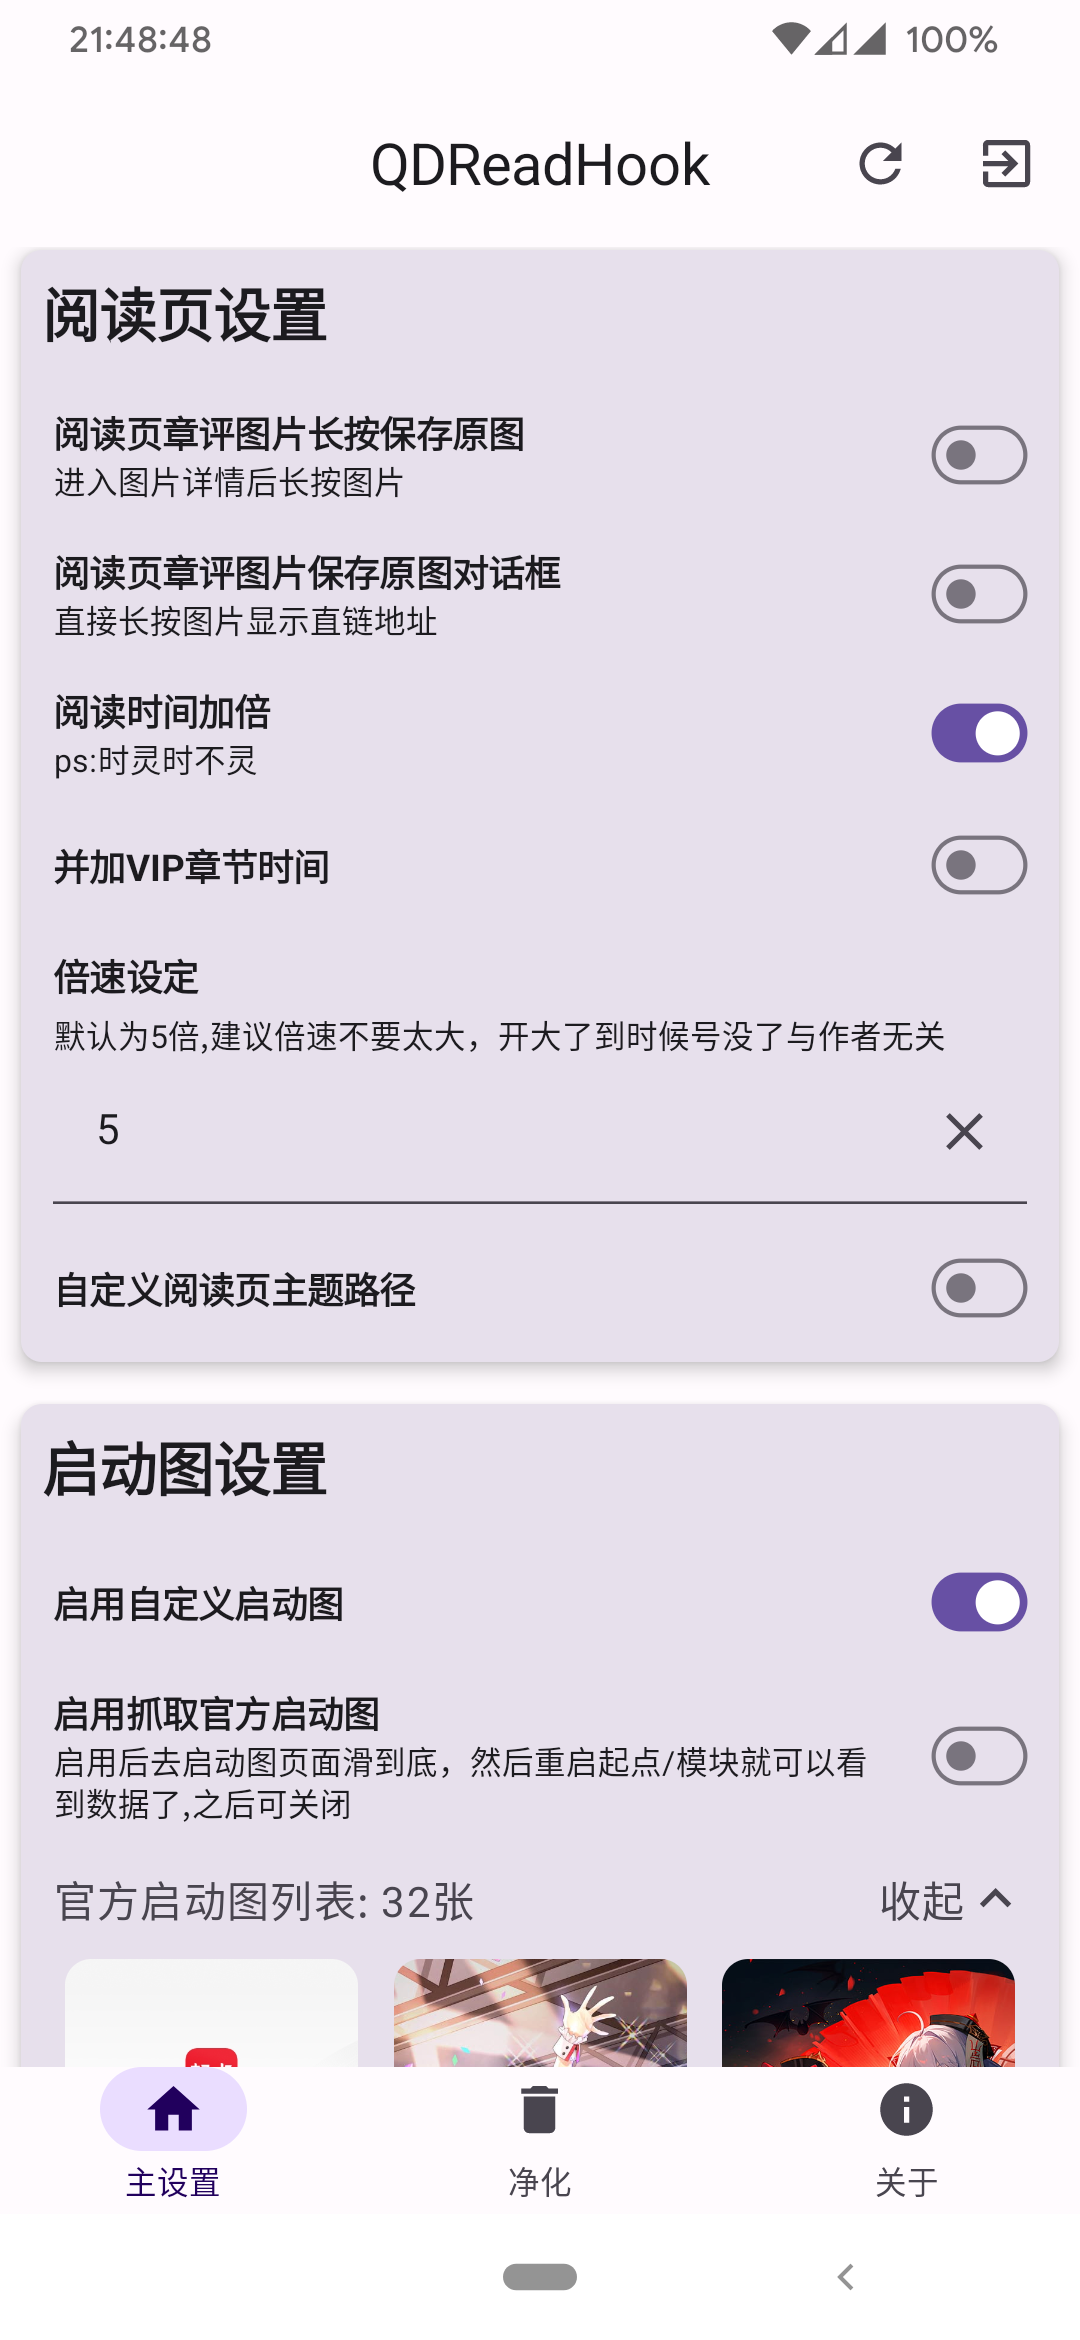 21:48:48
100%
QDReadHook
阅读页设置
阅读页章评图片长按保存原图
进入图片详情后长按图片
阅读页章评图片保存原图对话框
直接长按图片显示直链地址
阅读时间加倍
ps:时灵时不灵
并加VIP章节时间
倍速设定
默认为5倍,建议倍速不要太大，开大了到时候号没了与作者无关
5
自定义阅读页主题路径
启动图设置
启用自定义启动图
启用抓取官方启动图
启用后去启动图页面滑到底，然后重启起点/模块就可以看
到数据了,之后可关闭
官方启动图列表: 32张
收起
主设置
净化
关于